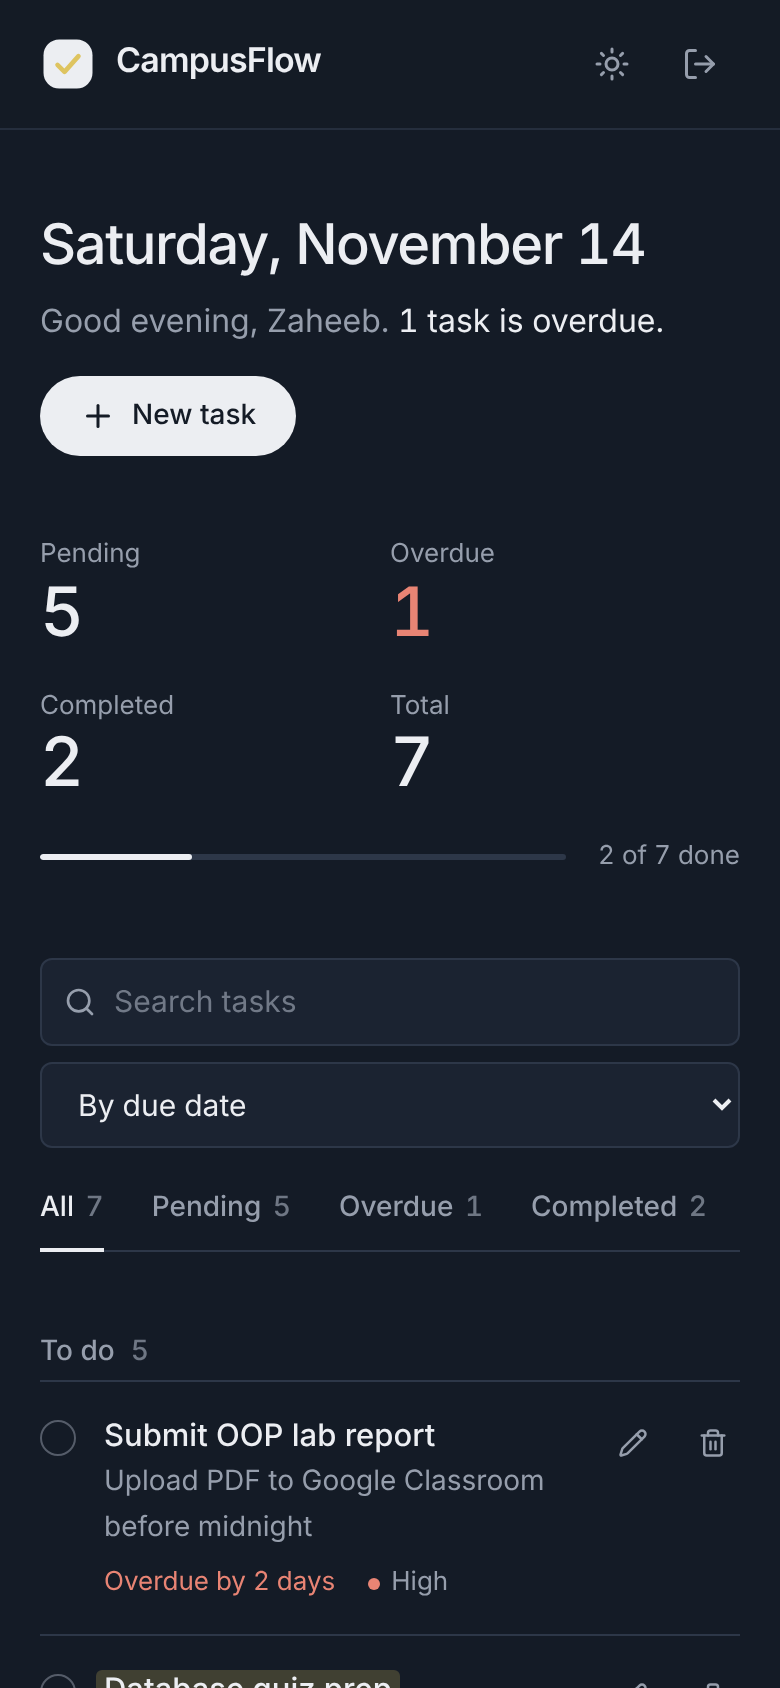 CampusFlow
Saturday, November 14
Good evening, Zaheeb. 1 task is overdue.
New task
Pending
5
Overdue
1
Completed
2
Total
7
2 of 7 done
Search tasks
By due date
All 7 Pending 5 Overdue 1 Completed 2
To do 5
Submit OOP lab report
Upload PDF to Google Classroom
before midnight
Overdue by 2 days High
Database quiz prep